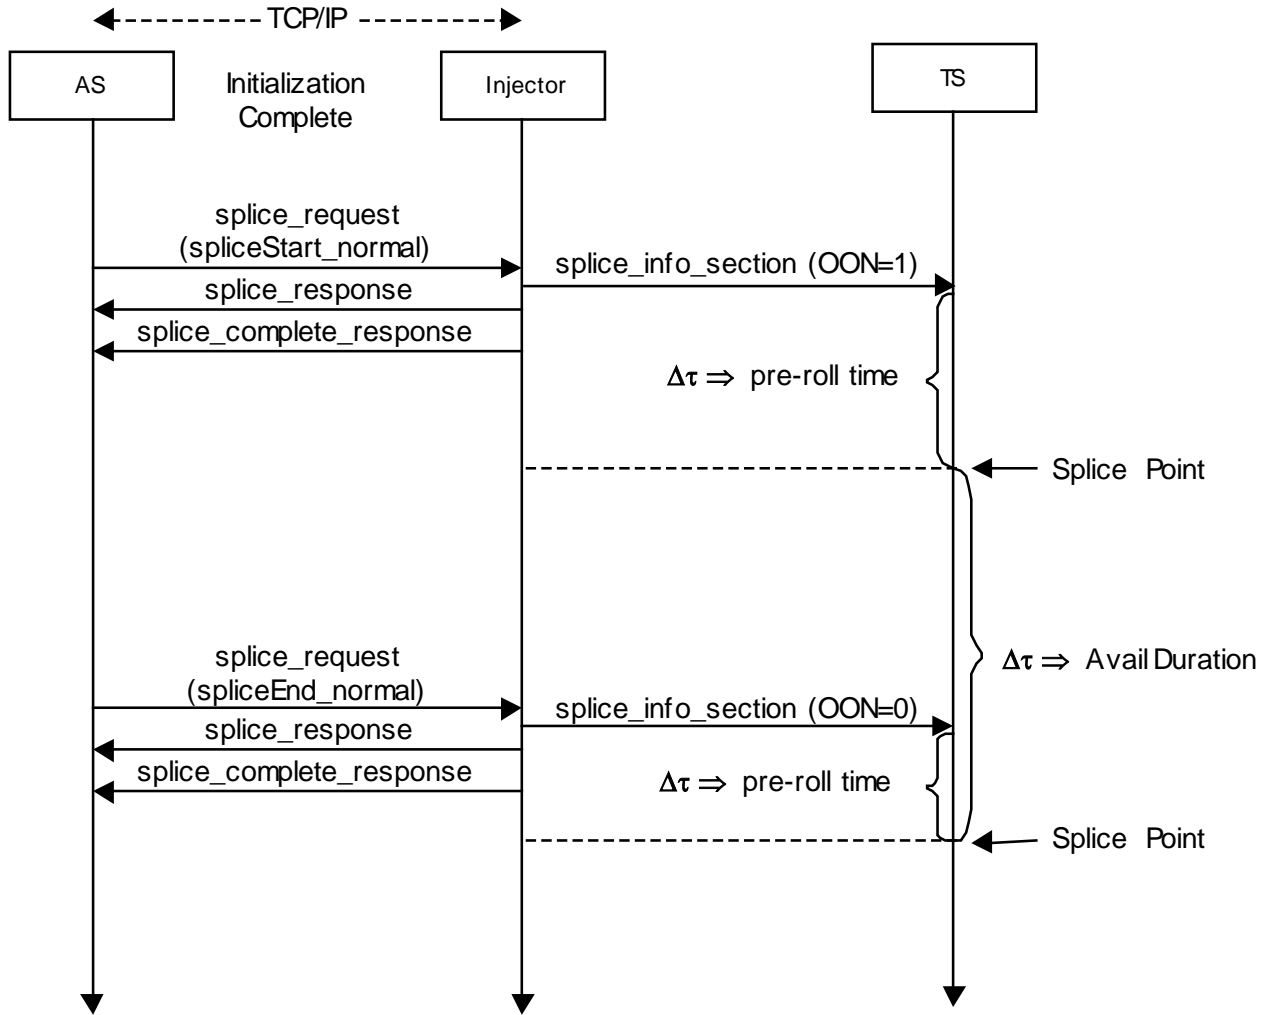 TCP/IP
AS
Initialization
Complete
Injector
TS
splice_request
(spliceStart_normal)
splice_info_section (OON=1)
splice_response
splice_complete_response
Δτ ⇒ pre-roll time
Splice Point
splice_request
(spliceEnd_normal)
Δτ ⇒ Avail Duration
splice_info_section (OON=0)
splice_response
splice_complete_response
Δτ ⇒ pre-roll time
Splice Point